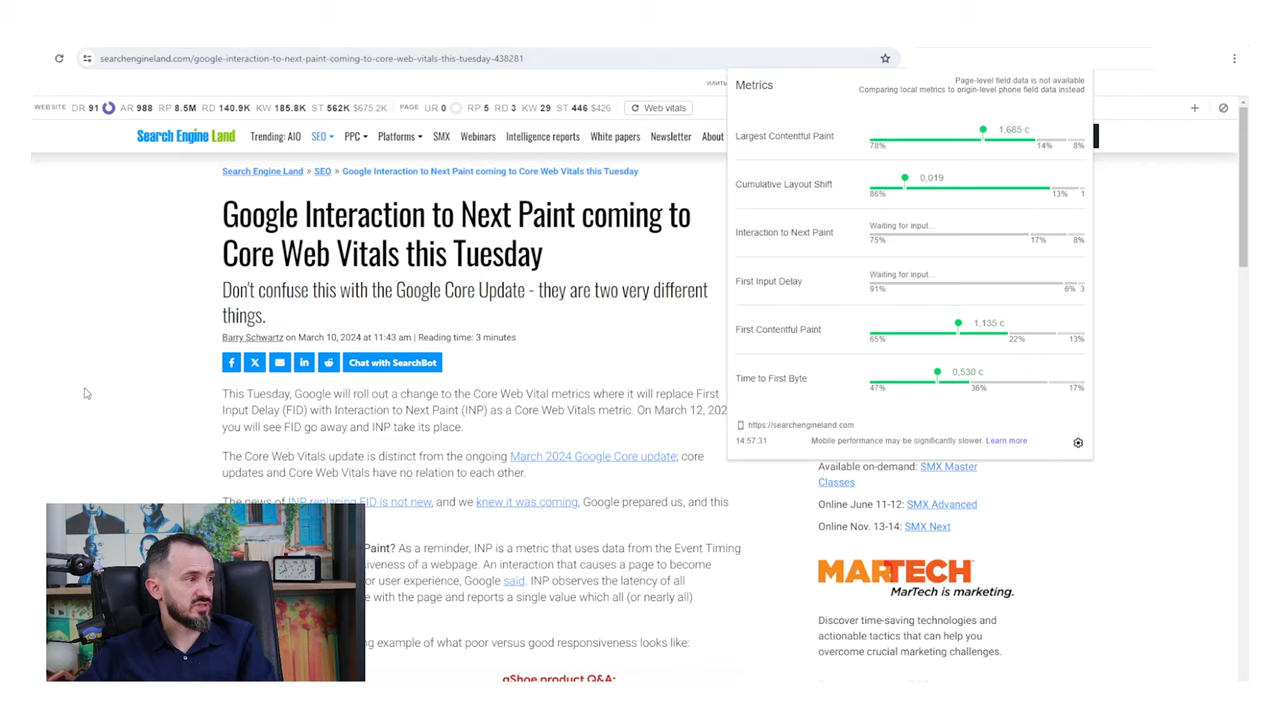 searchengineland.com/google-interaction-to-next-paint-coming-to-core-web-vitals-this-tuesday-438281
WEBSITE DR 91 AR 988 RP 8.5M RD 140.9K KW 185.8K ST 562K $675.2K PAGE UR 0 RP 5 RD 3 KW 29 ST 446 $426 Web vitals
Search Engine Land Trending: AIO SEO PPC Platforms SMX Webinars Intelligence reports White papers Newsletter About
Search Engine Land » SEO » Google Interaction to Next Paint coming to Core Web Vitals this Tuesday
Google Interaction to Next Paint coming to
Core Web Vitals this Tuesday
Don't confuse this with the Google Core Update - they are two very different
things.
Barry Schwartz on March 10, 2024 at 11:43 am | Reading time: 3 minutes
Chat with SearchBot
This Tuesday, Google will roll out a change to the Core Web Vital metrics where it will replace First
Input Delay (FID) with Interaction to Next Paint (INP) as a Core Web Vitals metric. On March 12, 202
you will see FID go away and INP take its place.
The Core Web Vitals update is distinct from the ongoing March 2024 Google Core update; core
updates and Core Web Vitals have no relation to each other.
The news of INP replacing FID is not new, and we knew it was coming, Google prepared us, and this
Paint? As a reminder, INP is a metric that uses data from the Event Timing
siveness of a webpage. An interaction that causes a page to become
or user experience, Google said. INP observes the latency of all
e with the page and reports a single value which all (or nearly all)
ng example of what poor versus good responsiveness looks like:
gShoe product Q&A:
Metrics
Page-level field data is not available
Comparing local metrics to origin-level phone field data instead
Largest Contentful Paint
1,685 с
78% 14% 8%
Cumulative Layout Shift
0,019
86% 13% 1
Interaction to Next Paint
Waiting for input...
75% 17% 8%
First Input Delay
Waiting for input...
91% 6% 3
First Contentful Paint
1,135 с
65% 22% 13%
Time to First Byte
0,530 с
47% 36% 17%
https://searchengineland.com
14:57:31 Mobile performance may be significantly slower. Learn more
Available on-demand: SMX Master
Classes
Online June 11-12: SMX Advanced
Online Nov. 13-14: SMX Next
MARTECH
MarTech is marketing.
Discover time-saving technologies and
actionable tactics that can help you
overcome crucial marketing challenges.